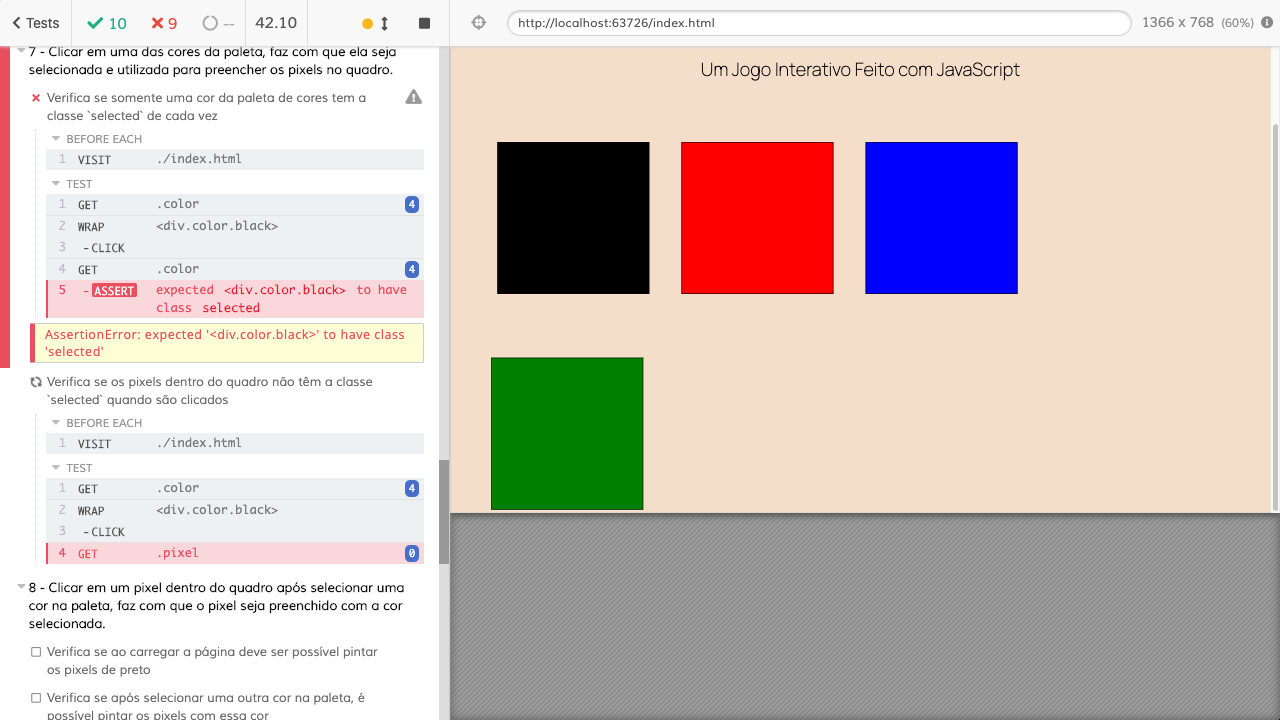 Tests 10 9 -- 42.10 http://localhost:63726/index.html 1366 x 768 (60%)
7 - Clicar em uma das cores da paleta, faz com que ela seja
selecionada e utilizada para preencher os pixels no quadro.
Verifica se somente uma cor da paleta de cores tem a
classe `selected` de cada vez
BEFORE EACH
1 VISIT ./index.html
TEST
1 GET .color 4
2 WRAP <div.color.black>
3 -CLICK
4 GET .color 4
5 -ASSERT expected <div.color.black> to have
class selected
AssertionError: expected '<div.color.black>' to have class
'selected'
Verifica se os pixels dentro do quadro não têm a classe
`selected` quando são clicados
BEFORE EACH
1 VISIT ./index.html
TEST
1 GET .color 4
2 WRAP <div.color.black>
3 -CLICK
4 GET .pixel 0
8 - Clicar em um pixel dentro do quadro após selecionar uma
cor na paleta, faz com que o pixel seja preenchido com a cor
selecionada.
Verifica se ao carregar a página deve ser possível pintar
os pixels de preto
Verifica se após selecionar uma outra cor na paleta, é
possível pintar os pixels com essa cor
Um Jogo Interativo Feito com JavaScript